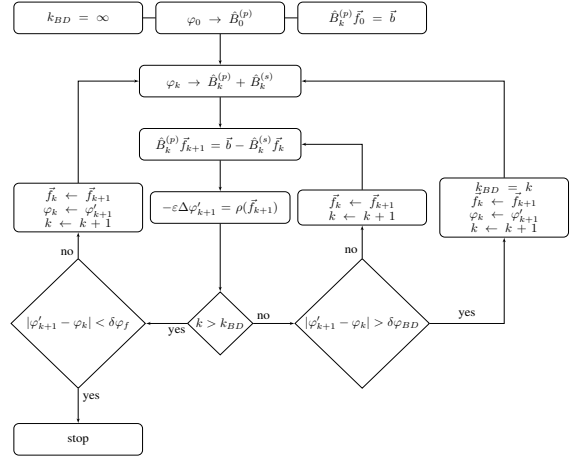 k_{BD} = ∞
φ_0 → B̂_0^{(p)}
B̂_k^{(p)} f⃗_0 = b⃗
φ_k → B̂_k^{(p)} + B̂_k^{(s)}
B̂_k^{(p)} f⃗_{k+1} = b⃗ − B̂_k^{(s)} f⃗_k
−εΔφ′_{k+1} = ρ(f⃗_{k+1})
f⃗_k ← f⃗_{k+1}
φ_k ← φ′_{k+1}
k ← k + 1
f⃗_k ← f⃗_{k+1}
k ← k + 1
k_{BD} = k
f⃗_k ← f⃗_{k+1}
φ_k ← φ′_{k+1}
k ← k + 1
no
no
|φ′_{k+1} − φ_k| < δφ_f
yes
k > k_{BD}
no
|φ′_{k+1} − φ_k| > δφ_{BD}
yes
yes
stop